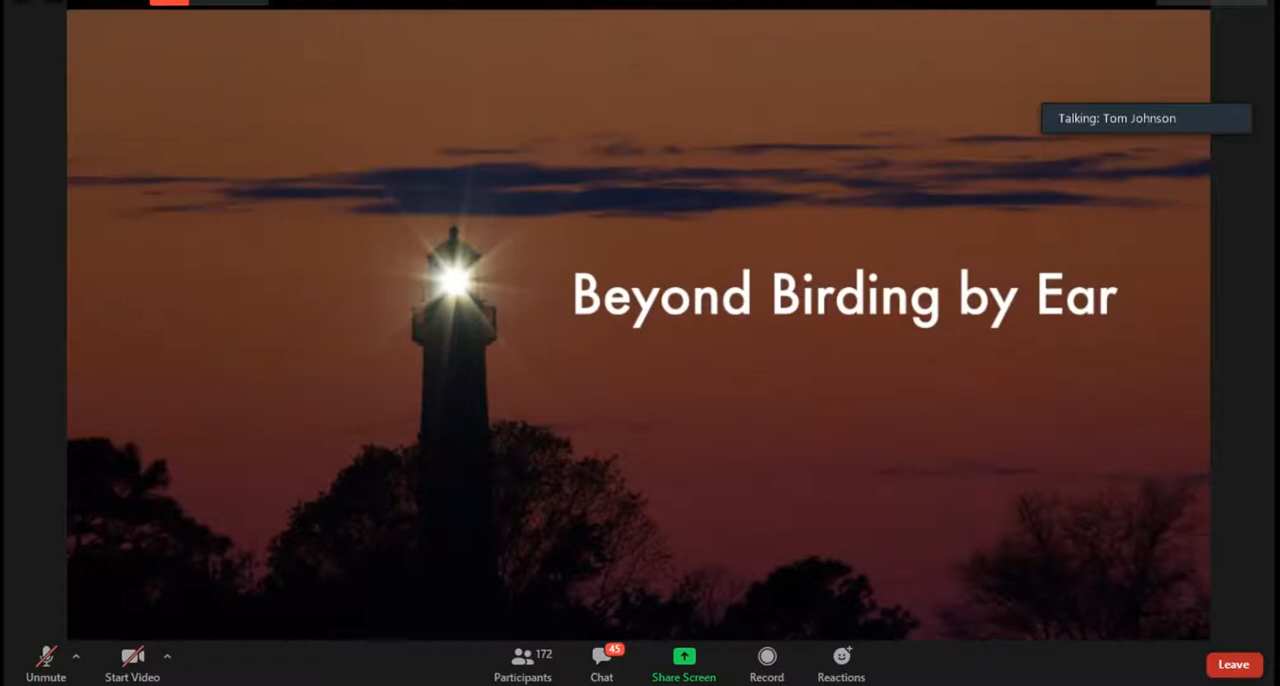 Talking: Tom Johnson
Beyond Birding by Ear
172
45
Unmute
Start Video
Participants
Chat
Share Screen
Record
Reactions
Leave